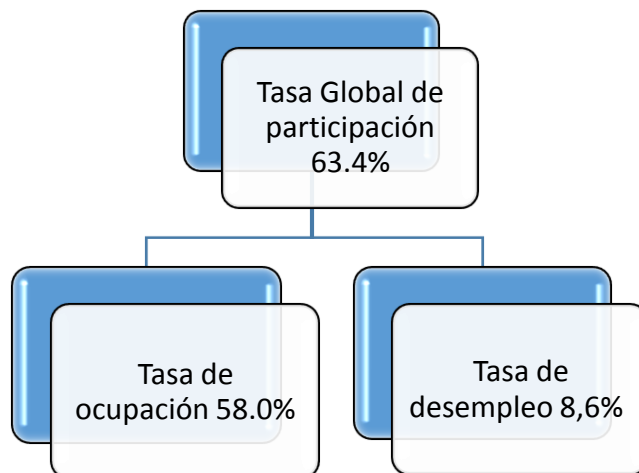 Tasa Global de
participación
63.4%
Tasa de
ocupación 58.0%
Tasa de
desempleo 8,6%